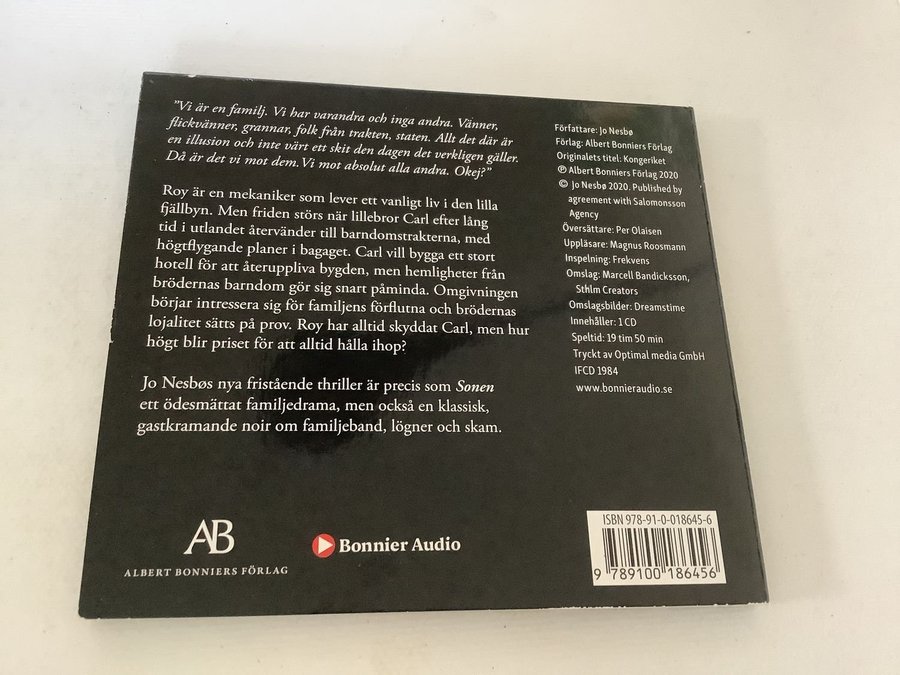 "Vi är en familj. Vi har varandra och inga andra. Vänner,
flickvänner, grannar, folk från trakten, staten. Allt det där är
en illusion och inte värt ett skit den dagen det verkligen gäller.
Då är det vi mot dem. Vi mot absolut alla andra. Okej?"
Roy är en mekaniker som lever ett vanligt liv i den lilla
fjällbyn. Men friden störs när lillebror Carl efter lång
tid i utlandet återvänder till barndomstrakterna, med
högtflygande planer i bagaget. Carl vill bygga ett stort
hotell för att återuppliva bygden, men hemligheter från
brödernas barndom gör sig snart påminda. Omgivningen
börjar intressera sig för familjens förflutna och brödernas
lojalitet sätts på prov. Roy har alltid skyddat Carl, men hur
högt blir priset för att alltid hålla ihop?
Jo Nesbøs nya fristående thriller är precis som Sonen
ett ödesmättat familjedrama, men också en klassisk,
gastkramande noir om familjeband, lögner och skam.
Författare: Jo Nesbø
Förlag: Albert Bonniers Förlag
Originalets titel: Kongeriket
℗ Albert Bonniers Förlag 2020
© Jo Nesbø 2020. Published by
agreement with Salomonsson
Agency
Översättare: Per Olaisen
Uppläsare: Magnus Roosmann
Inspelning: Frekvens
Omslag: Marcell Bandicksson,
Sthlm Creators
Omslagsbilder: Dreamstime
Innehåller: 1 CD
Speltid: 19 tim 50 min
Tryckt av Optimal media GmbH
IFCD 1984
www.bonnieraudio.se
AB
ALBERT BONNIERS FÖRLAG
Bonnier Audio
ISBN 978-91-0-018645-6
9 789100 186456